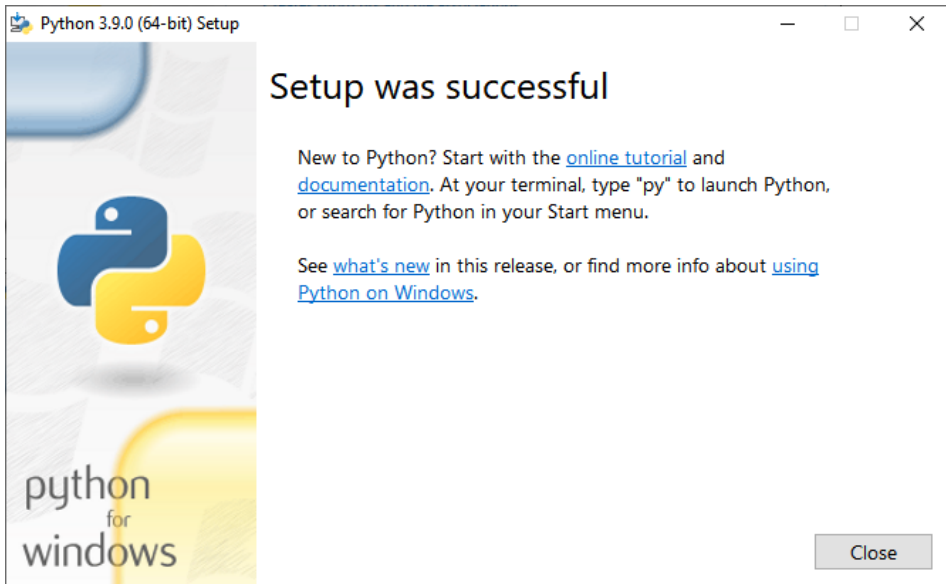 Python 3.9.0 (64-bit) Setup
Setup was successful
New to Python? Start with the online tutorial and
documentation. At your terminal, type "py" to launch Python,
or search for Python in your Start menu.
See what's new in this release, or find more info about using
Python on Windows.
python
for
windows
Close